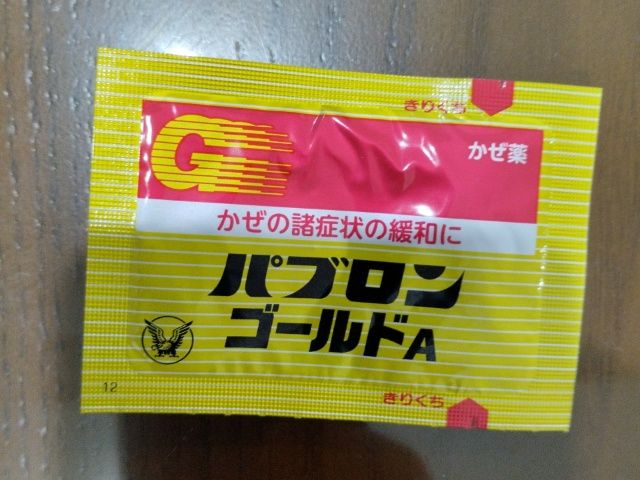 きりくち
G
かぜ薬
かぜの諸症状の緩和に
パブロン
ゴールドA
12
きりくち